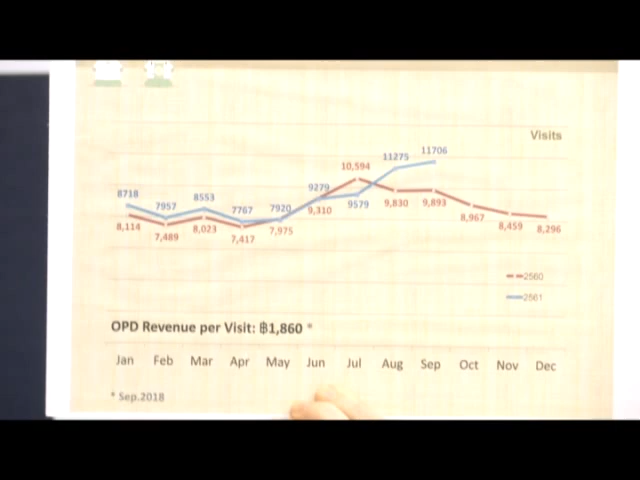 Visits
11275 11706
10,594
8718 7957 8553 7767 7920 9279 9579
8,114 7,489 8,023 7,417 7,975 9,310 9,830 9,893 8,967 8,459 8,296
2560
2561
OPD Revenue per Visit: ฿1,860 *
Jan Feb Mar Apr May Jun Jul Aug Sep Oct Nov Dec
* Sep.2018